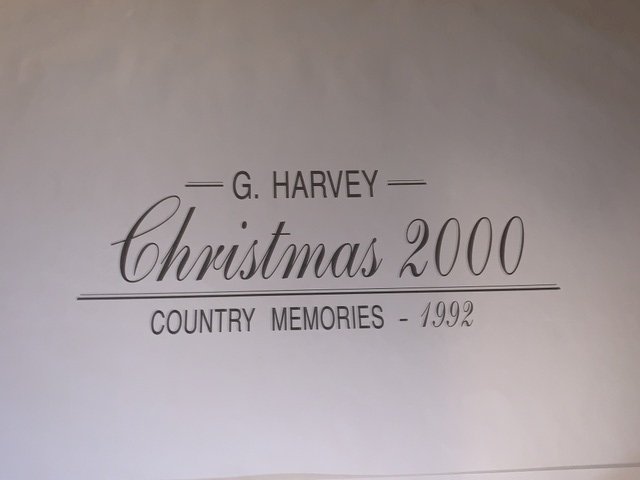 G. HARVEY
Christmas 2000
COUNTRY MEMORIES - 1992